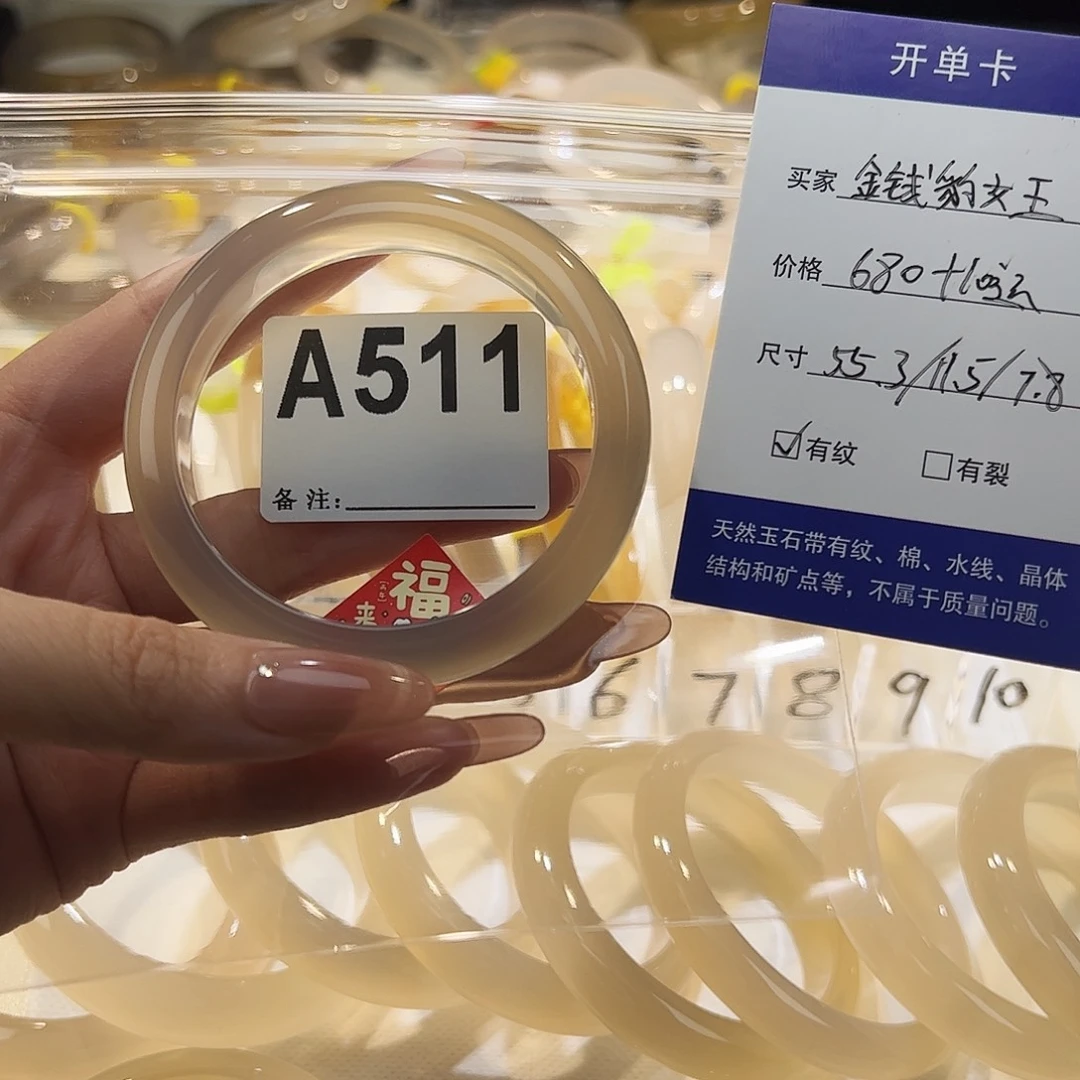 开单卡
买家 金钱豹女王
价格 680+
尺寸 55.3/11.5/7.8
☑有纹 □有裂
天然玉石带有纹、棉、水线、晶体
结构和矿点等，不属于质量问题。
A511
备注：
福
来
6 7 8 9 10